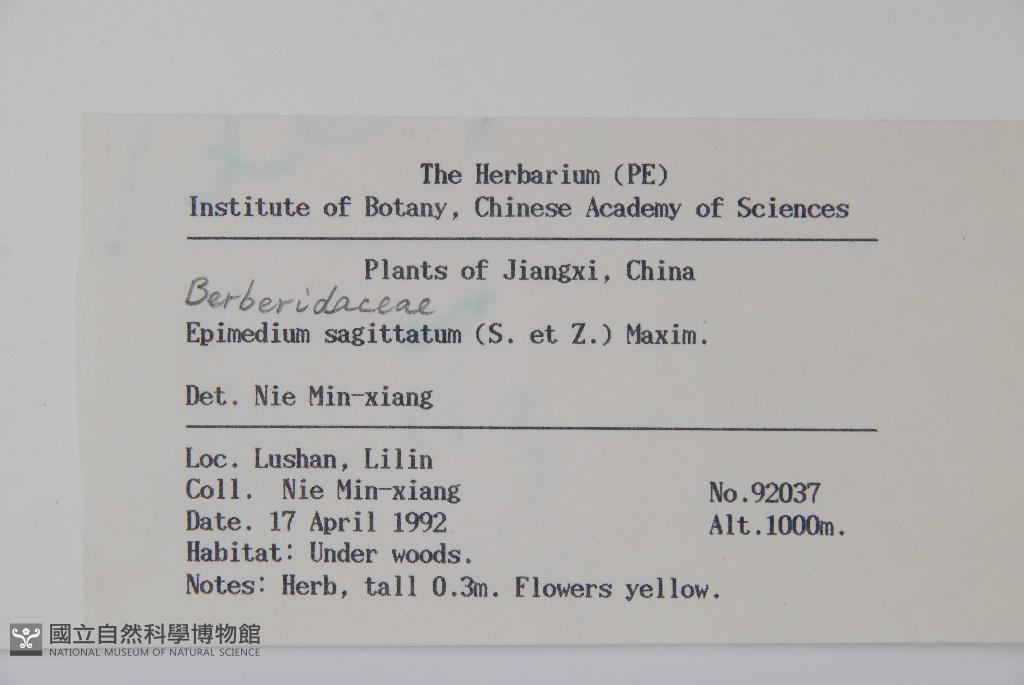 The Herbarium (PE)
Institute of Botany, Chinese Academy of Sciences
Plants of Jiangxi, China
Berberidaceae
Epimedium sagittatum (S. et Z.) Maxim.
Det. Nie Min-xiang
Loc. Lushan, Lilin
Coll. Nie Min-xiang No.92037
Date. 17 April 1992 Alt.1000m.
Habitat: Under woods.
Notes: Herb, tall 0.3m. Flowers yellow.
國立自然科學博物館
NATIONAL MUSEUM OF NATURAL SCIENCE